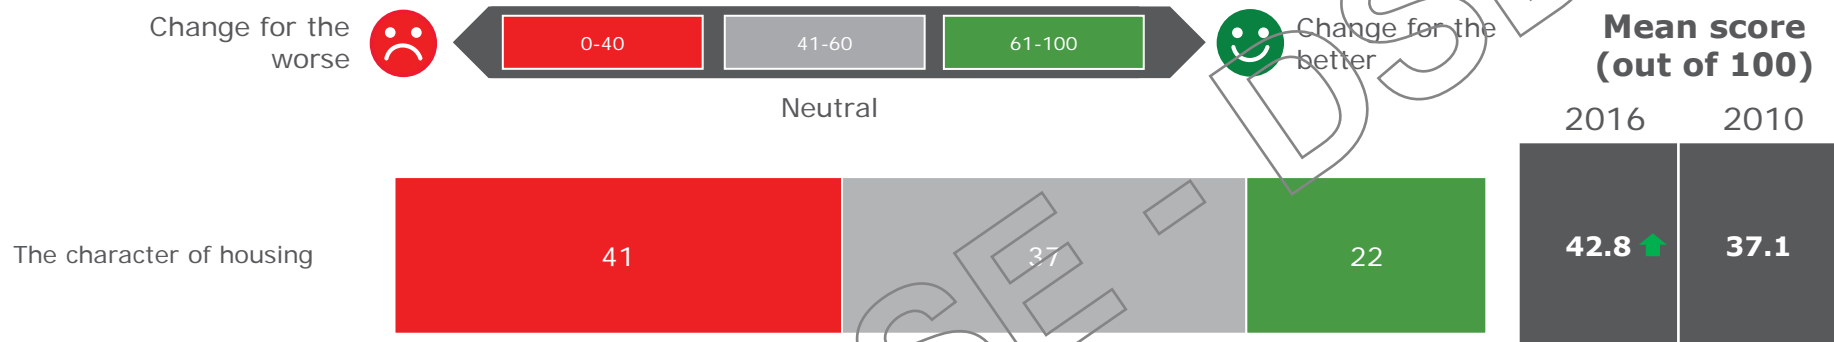 Change for the
worse
0-40
41-60
61-100
Change for the
better
Neutral
Mean score
(out of 100)
2016
2010
The character of housing
41
37
22
42.8
37.1